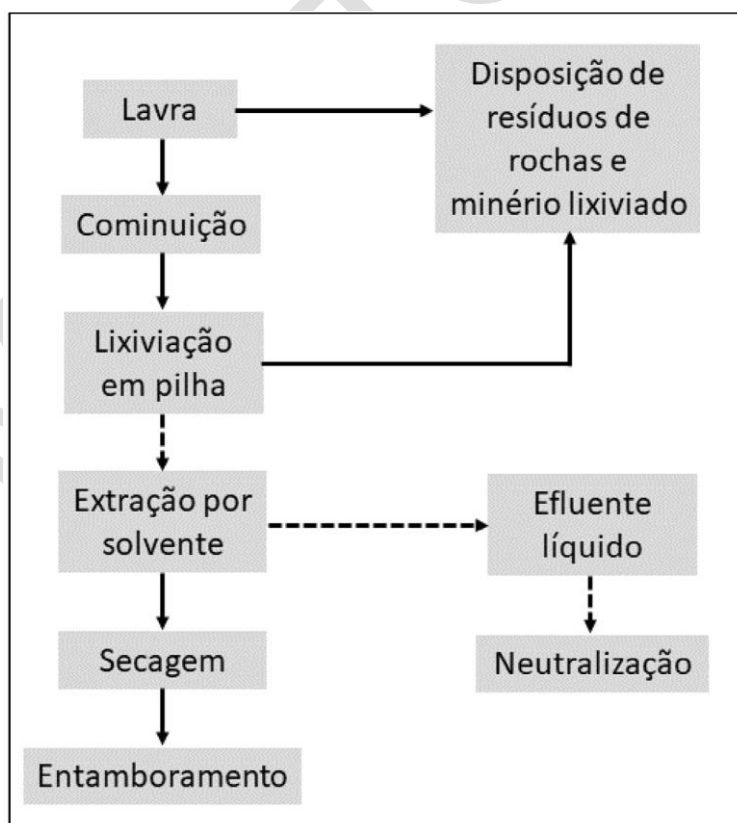 Lavra
Disposição de
resíduos de
rochas e
minério lixiviado
Cominuição
Lixiviação
em pilha
Extração por
solvente
Efluente
líquido
Secagem
Neutralização
Entamboramento